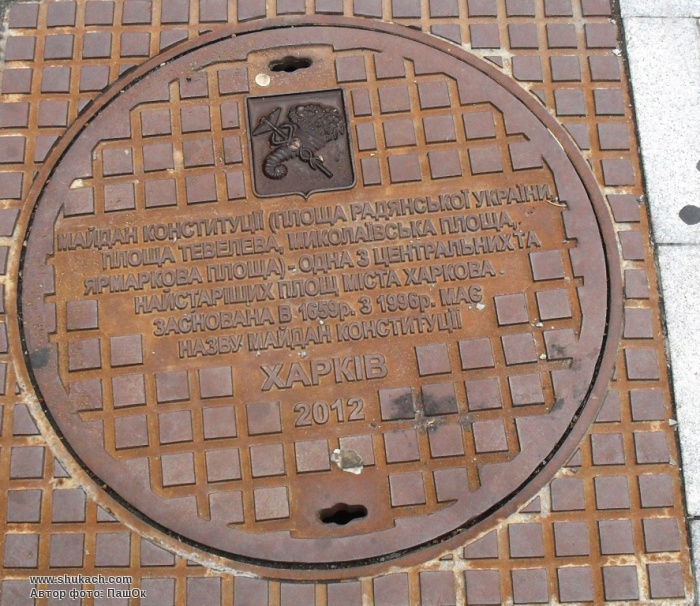 МАЙДАН КОНСТИТУЦІЇ (ПЛОЩА РАДЯНСЬКОЇ УКРАЇНИ,
ПЛОЩА ТЕВЕЛЕВА, МИКОЛАЇВСЬКА ПЛОЩА,
ЯРМАРКОВА ПЛОЩА) - ОДНА З ЦЕНТРАЛЬНИХ ТА
НАЙСТАРІЩИХ ПЛОЩ МІСТА ХАРКОВА.
ЗАСНОВАНА В 1659р. З 1996р. МАЄ
НАЗВУ МАЙДАН КОНСТИТУЦІЇ
ХАРКІВ
2012
www.shukach.com
Автор фото: ПашОк